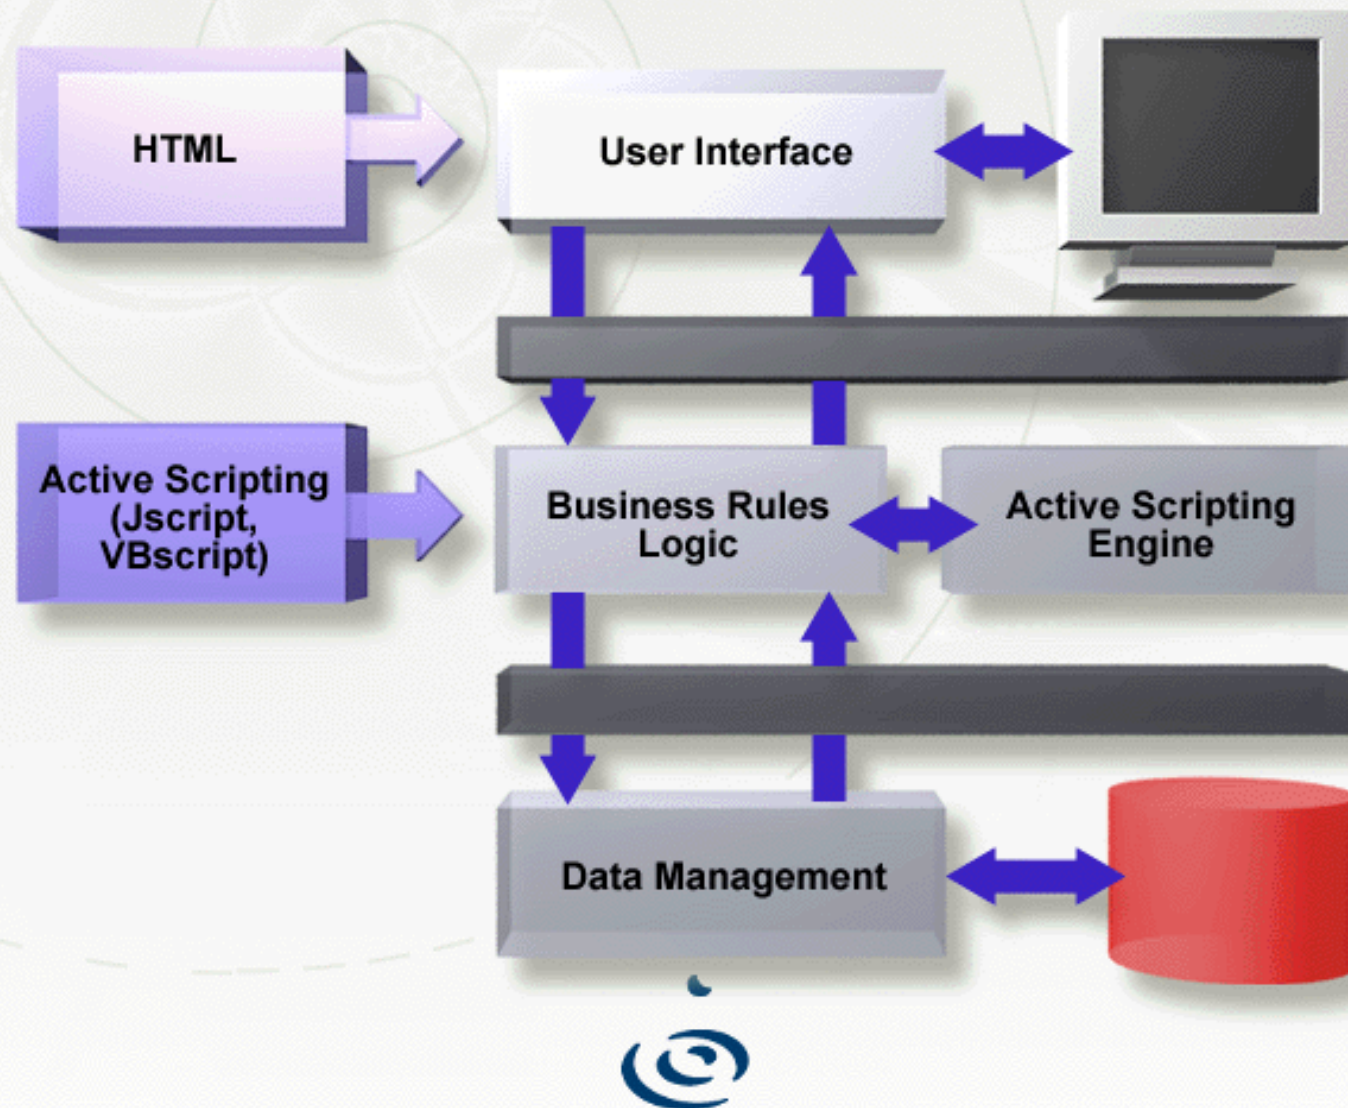 HTML
User Interface
Active Scripting
(Jscript,
VBscript)
Business Rules
Logic
Active Scripting
Engine
Data Management